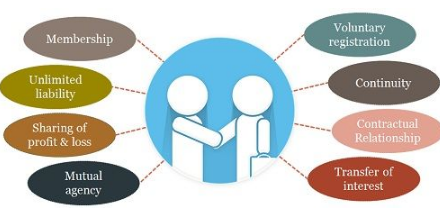 Membership
Unlimited
liability
Sharing of
profit & loss
Mutual
agency
Voluntary
registration
Continuity
Contractual
Relationship
Transfer of
interest